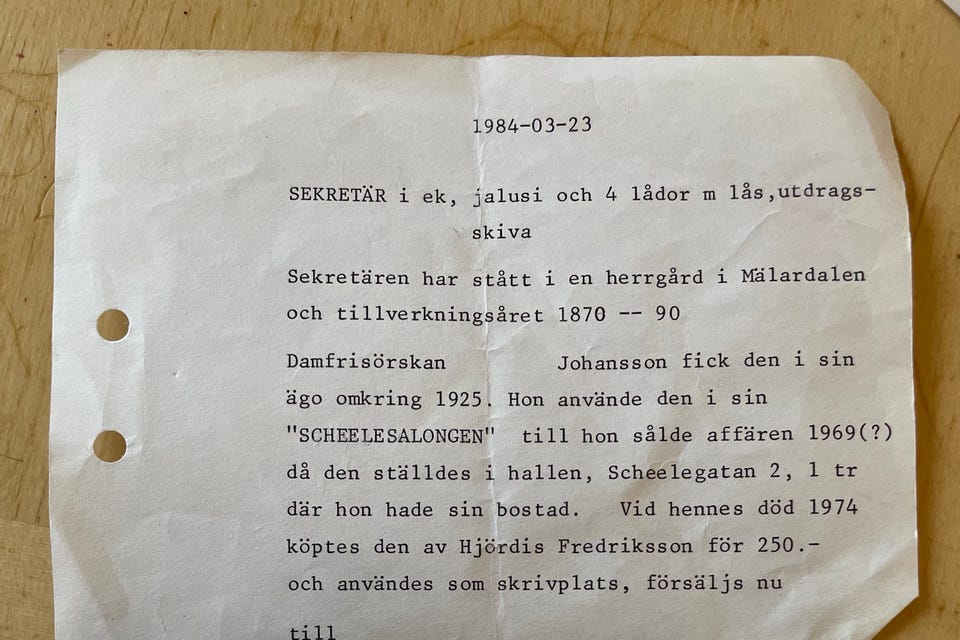 1984-03-23
SEKRETÄR i ek, jalusi och 4 lådor m lås,utdrags-
skiva
Sekretären har stått i en herrgård i Mälardalen
och tillverkningsåret 1870 -- 90
Damfrisörskan Johansson fick den i sin
ägo omkring 1925. Hon använde den i sin
"SCHEELESALONGEN" till hon sålde affären 1969(?)
då den ställdes i hallen, Scheelegatan 2, 1 tr
där hon hade sin bostad. Vid hennes död 1974
köptes den av Hjördis Fredriksson för 250.-
och användes som skrivplats, försäljs nu
till